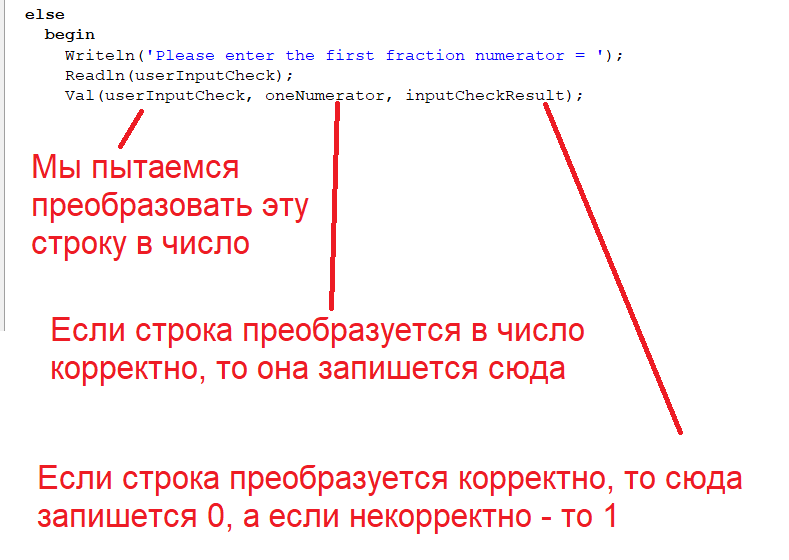 else
begin
Writeln('Please enter the first fraction numerator = ');
Readln(userInputCheck);
Val(userInputCheck, oneNumerator, inputCheckResult);
Мы пытаемся
преобразовать эту
строку в число
Если строка преобразуется в число
корректно, то она запишется сюда
Если строка преобразуется корректно, то сюда
запишется 0, а если некорректно - то 1